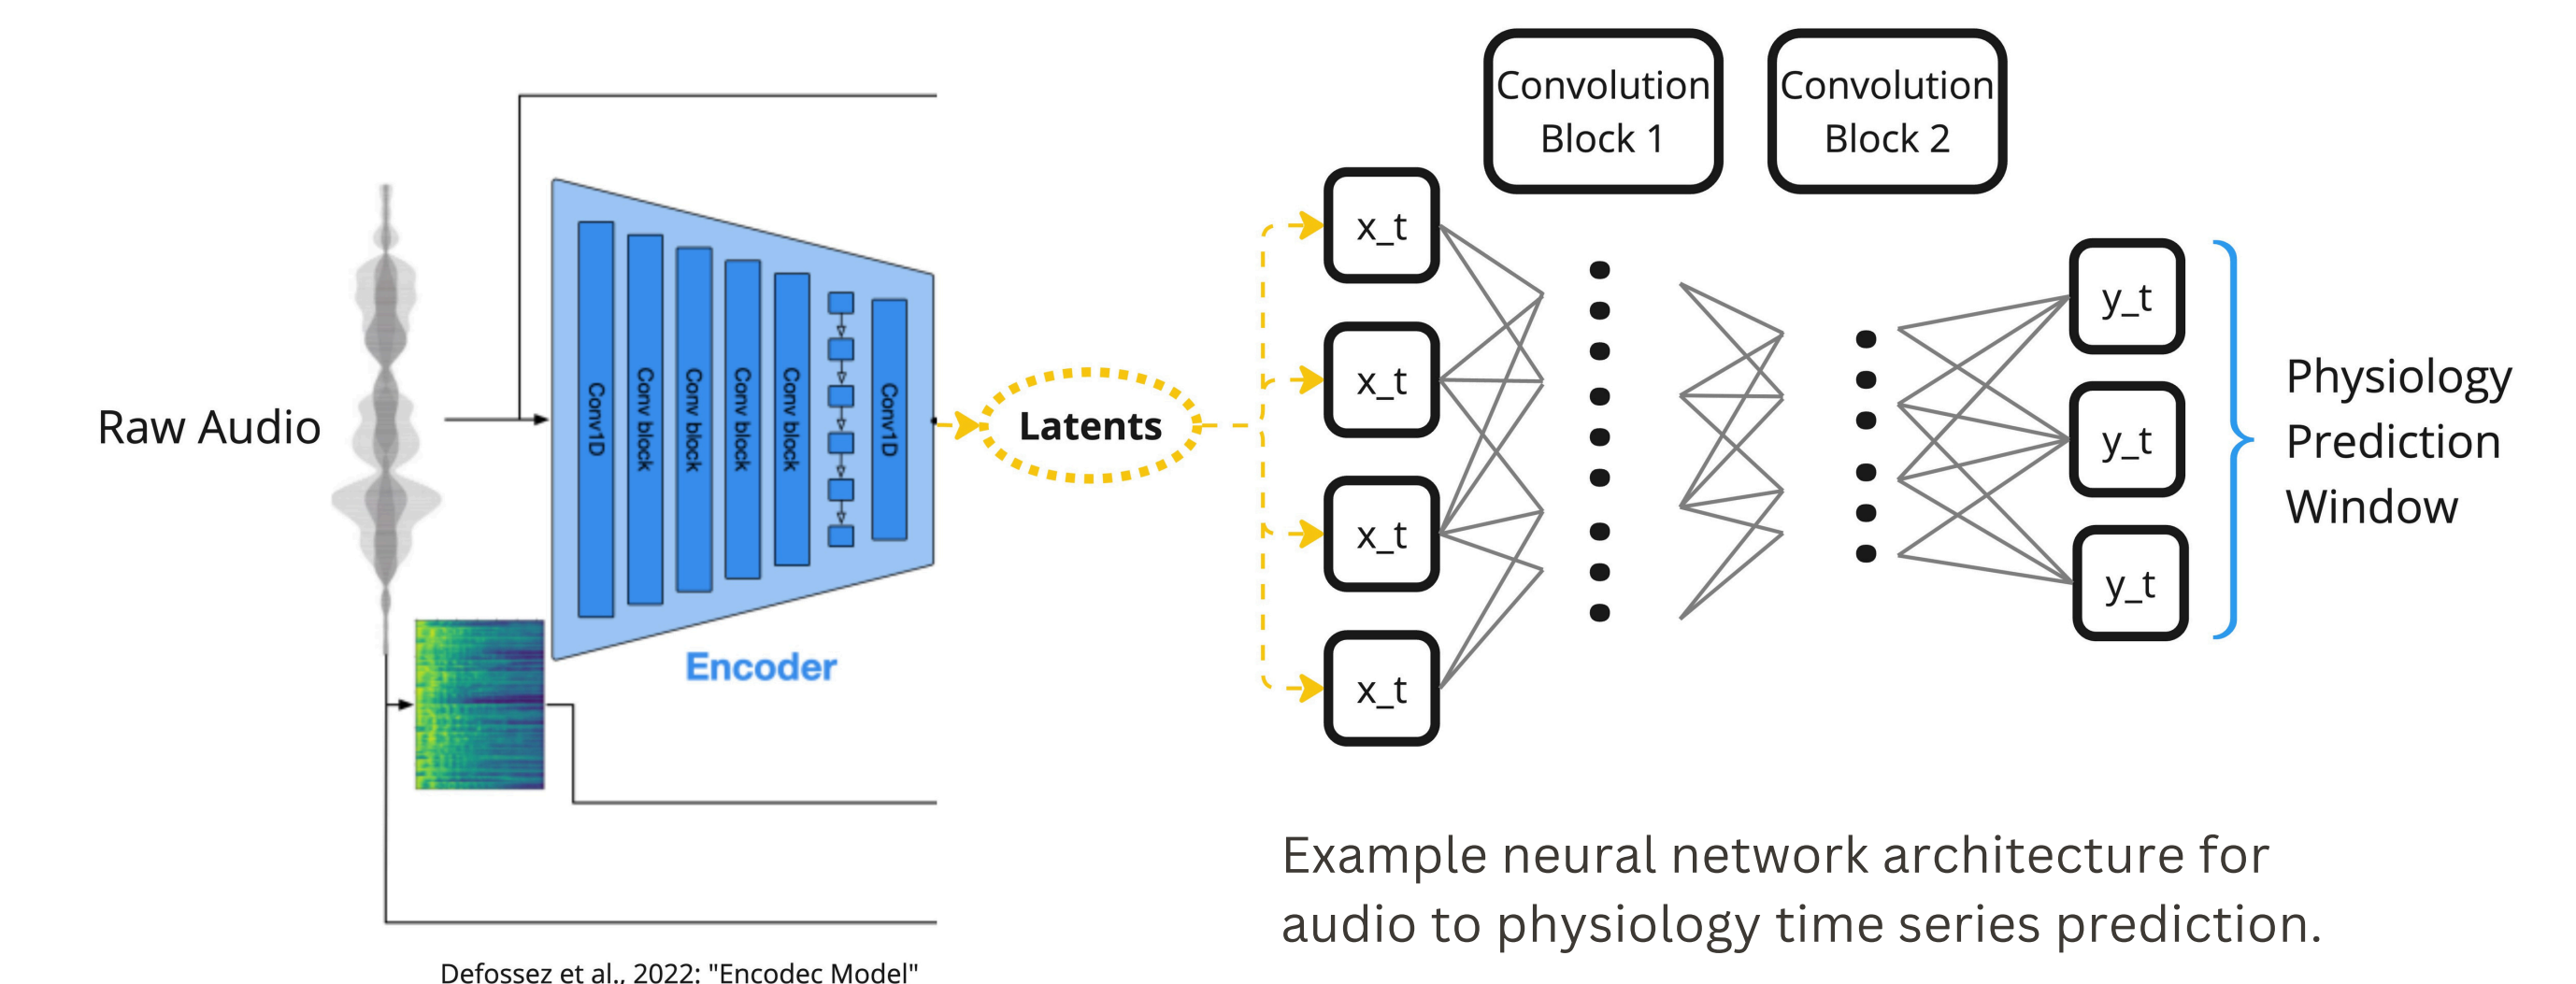 Raw Audio
Conv1D
Conv block
Conv block
Conv block
Conv block
Conv1D
Encoder
Defossez et al., 2022: "Encodec Model"
Latents
x_t
x_t
x_t
x_t
Convolution
Block 1
Convolution
Block 2
y_t
y_t
y_t
Physiology
Prediction
Window
Example neural network architecture for
audio to physiology time series prediction.